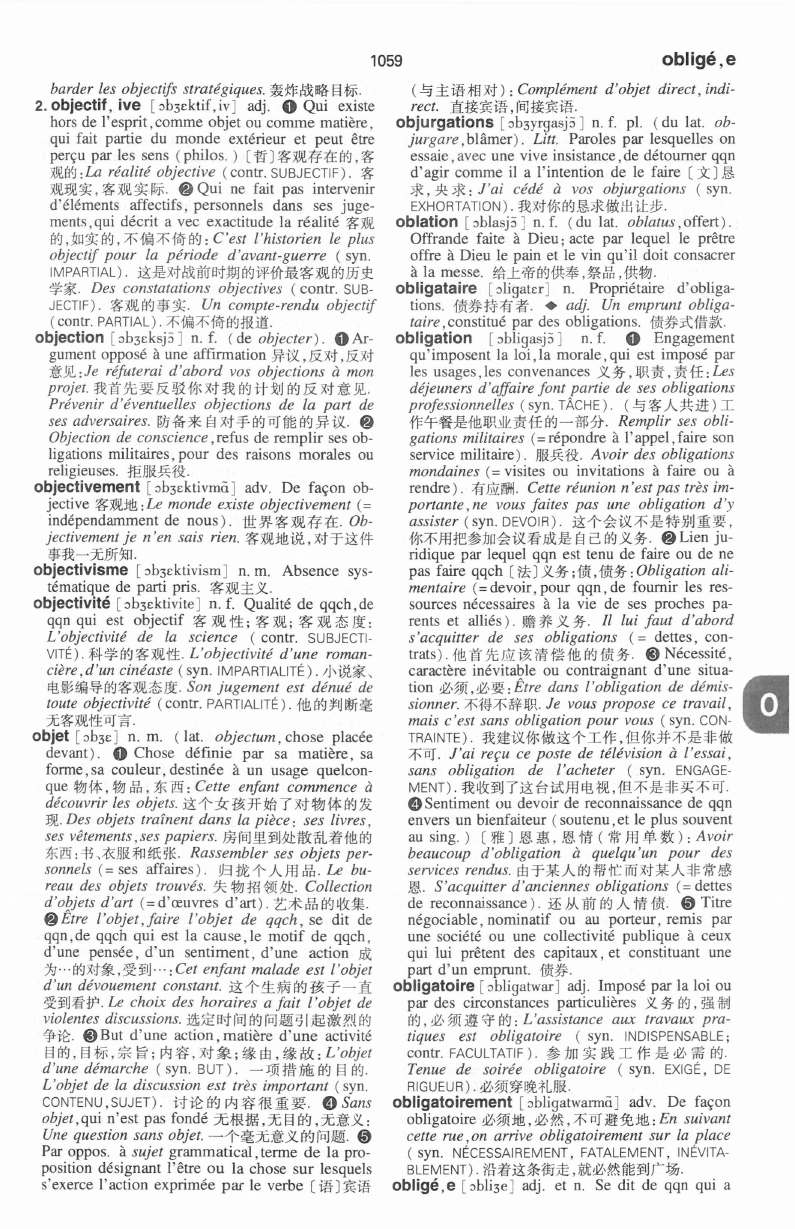 1059
obligé,e
barder les objectifs stratégiques. 轰炸战略目标.
2. objectif, ive [ɔbʒɛktif,iv] adj. ❶ Qui existe
hors de l'esprit,comme objet ou comme matière,
qui fait partie du monde extérieur et peut être
perçu par les sens (philos.)〔哲〕客观存在的,客
观的:La réalité objective (contr. SUBJECTIF). 客
观现实,客观实际. ❷ Qui ne fait pas intervenir
d'éléments affectifs, personnels dans ses juge-
ments,qui décrit a vec exactitude la réalité 客观
的,如实的,不偏不倚的: C'est l'historien le plus
objectif pour la période d'avant-guerre (syn.
IMPARTIAL). 这是对战前时期的评价最客观的历史
学家. Des constatations objectives (contr. SUB-
JECTIF). 客观的事实. Un compte-rendu objectif
(contr. PARTIAL). 不偏不倚的报道.
objection [ɔbʒɛksjɔ̃] n. f. (de objecter). ❶ Ar-
gument opposé à une affirmation 异议,反对,反对
意见:Je réfuterai d'abord vos objections à mon
projet. 我首先要反驳你对我的计划的反对意见.
Prévenir d'éventuelles objections de la part de
ses adversaires. 防备来自对手的可能的异议. ❷
Objection de conscience,refus de remplir ses ob-
ligations militaires,pour des raisons morales ou
religieuses. 拒服兵役.
objectivement [ɔbʒɛktivmɑ̃] adv. De façon ob-
jective 客观地:Le monde existe objectivement (=
indépendamment de nous). 世界客观存在. Ob-
jectivement je n'en sais rien. 客观地说,对于这件
事我一无所知.
objectivisme [ɔbʒɛktivism] n. m. Absence sys-
tématique de parti pris. 客观主义.
objectivité [ɔbʒɛktivite] n. f. Qualité de qqch,de
qqn qui est objectif 客观性; 客观; 客观态度:
L'objectivité de la science (contr. SUBJECTI-
VITÉ). 科学的客观性. L'objectivité d'une roman-
cière,d'un cinéaste (syn. IMPARTIALITÉ). 小说家、
电影编导的客观态度. Son jugement est dénué de
toute objectivité (contr. PARTIALITÉ). 他的判断毫
无客观性可言.
objet [ɔbʒɛ] n. m. (lat. objectum,chose placée
devant). ❶ Chose définie par sa matière, sa
forme,sa couleur,destinée à un usage quelcon-
que 物体,物品,东西: Cette enfant commence à
découvrir les objets. 这个女孩开始了对物体的发
现. Des objets traînent dans la pièce: ses livres,
ses vêtements,ses papiers. 房间里到处散乱着他的
东西:书、衣服和纸张. Rassembler ses objets per-
sonnels (= ses affaires). 归拢个人用品. Le bu-
reau des objets trouvés. 失物招领处. Collection
d'objets d'art (= d'œuvres d'art). 艺术品的收集.
❷ Être l'objet,faire l'objet de qqch, se dit de
qqn,de qqch qui est la cause,le motif de qqch,
d'une pensée, d'un sentiment, d'une action 成
为…的对象,受到…: Cet enfant malade est l'objet
d'un dévouement constant. 这个生病的孩子一直
受到看护. Le choix des horaires a fait l'objet de
violentes discussions. 选定时间的问题引起激烈的
争论. ❸ But d'une action,matière d'une activité
目的,目标,宗旨; 内容,对象; 缘由,缘故: L'objet
d'une démarche (syn. BUT). 一项措施的目的.
L'objet de la discussion est très important (syn.
CONTENU,SUJET). 讨论的内容很重要. ❹ Sans
objet,qui n'est pas fondé 无根据,无目的,无意义:
Une question sans objet. 一个毫无意义的问题. ❺
Par oppos. à sujet grammatical,terme de la pro-
position désignant l'être ou la chose sur lesquels
s'exerce l'action exprimée par le verbe〔语〕宾语
(与主语相对): Complément d'objet direct, indi-
rect. 直接宾语,间接宾语.
objurgations [ɔbʒyrgasjɔ̃] n. f. pl. (du lat. ob-
jurgare,blâmer). Litt. Paroles par lesquelles on
essaie,avec une vive insistance,de détourner qqn
d'agir comme il a l'intention de le faire〔文〕恳
求,央求: J'ai cédé à vos objurgations (syn.
EXHORTATION). 我对你的恳求做出让步.
oblation [ɔblasjɔ̃] n. f. (du lat. oblatus,offert).
Offrande faite à Dieu; acte par lequel le prêtre
offre à Dieu le pain et le vin qu'il doit consacrer
à la messe. 给上帝的供奉,祭品,供物.
obligataire [ɔligatɛr] n. Propriétaire d'obliga-
tions. 债券持有者. ◆ adj. Un emprunt obliga-
taire,constitué par des obligations. 债券式借款.
obligation [ɔbligasjɔ̃] n. f. ❶ Engagement
qu'imposent la loi,la morale,qui est imposé par
les usages,les convenances 义务,职责,责任: Les
déjeuners d'affaire font partie de ses obligations
professionnelles (syn. TÂCHE). (与客人共进)工
作午餐是他职业责任的一部分. Remplir ses obli-
gations militaires (= répondre à l'appel,faire son
service militaire). 服兵役. Avoir des obligations
mondaines (= visites ou invitations à faire ou à
rendre). 有应酬. Cette réunion n'est pas très im-
portante,ne vous faites pas une obligation d'y
assister (syn. DEVOIR). 这个会议不是特别重要,
你不用把参加会议看成是自己的义务. ❷ Lien ju-
ridique par lequel qqn est tenu de faire ou de ne
pas faire qqch〔法〕义务;债,债务: Obligation ali-
mentaire (= devoir,pour qqn,de fournir les res-
sources nécessaires à la vie de ses proches pa-
rents et alliés). 赡养义务. Il lui faut d'abord
s'acquitter de ses obligations (= dettes, con-
trats). 他首先应该清偿他的债务. ❸ Nécessité,
caractère inévitable ou contraignant d'une situa-
tion 必须,必要: Être dans l'obligation de démis-
sionner. 不得不辞职. Je vous propose ce travail,
mais c'est sans obligation pour vous (syn. CON-
TRAINTE). 我建议你做这个工作,但你并不是非做
不可. J'ai reçu ce poste de télévision à l'essai,
sans obligation de l'acheter (syn. ENGAGE-
MENT). 我收到了这台试用电视,但不是非买不可.
❹ Sentiment ou devoir de reconnaissance de qqn
envers un bienfaiteur (soutenu,et le plus souvent
au sing.)〔雅〕恩惠,恩情(常用单数): Avoir
beaucoup d'obligation à quelqu'un pour des
services rendus. 由于某人的帮忙而对某人非常感
恩. S'acquitter d'anciennes obligations (= dettes
de reconnaissance). 还从前的人情债. ❺ Titre
négociable, nominatif ou au porteur, remis par
une société ou une collectivité publique à ceux
qui lui prêtent des capitaux, et constituant une
part d'un emprunt. 债券.
obligatoire [ɔbligatwar] adj. Imposé par la loi ou
par des circonstances particulières 义务的,强制
的,必须遵守的: L'assistance aux travaux pra-
tiques est obligatoire (syn. INDISPENSABLE;
contr. FACULTATIF). 参加实践工作是必需的.
Tenue de soirée obligatoire (syn. EXIGÉ, DE
RIGUEUR). 必须穿晚礼服.
obligatoirement [ɔbligatwarmɑ̃] adv. De façon
obligatoire 必须地,必然,不可避免地: En suivant
cette rue,on arrive obligatoirement sur la place
(syn. NÉCESSAIREMENT, FATALEMENT, INÉVITA-
BLEMENT). 沿着这条街走,就必然能到广场.
obligé,e [ɔbliʒe] adj. et n. Se dit de qqn qui a
O